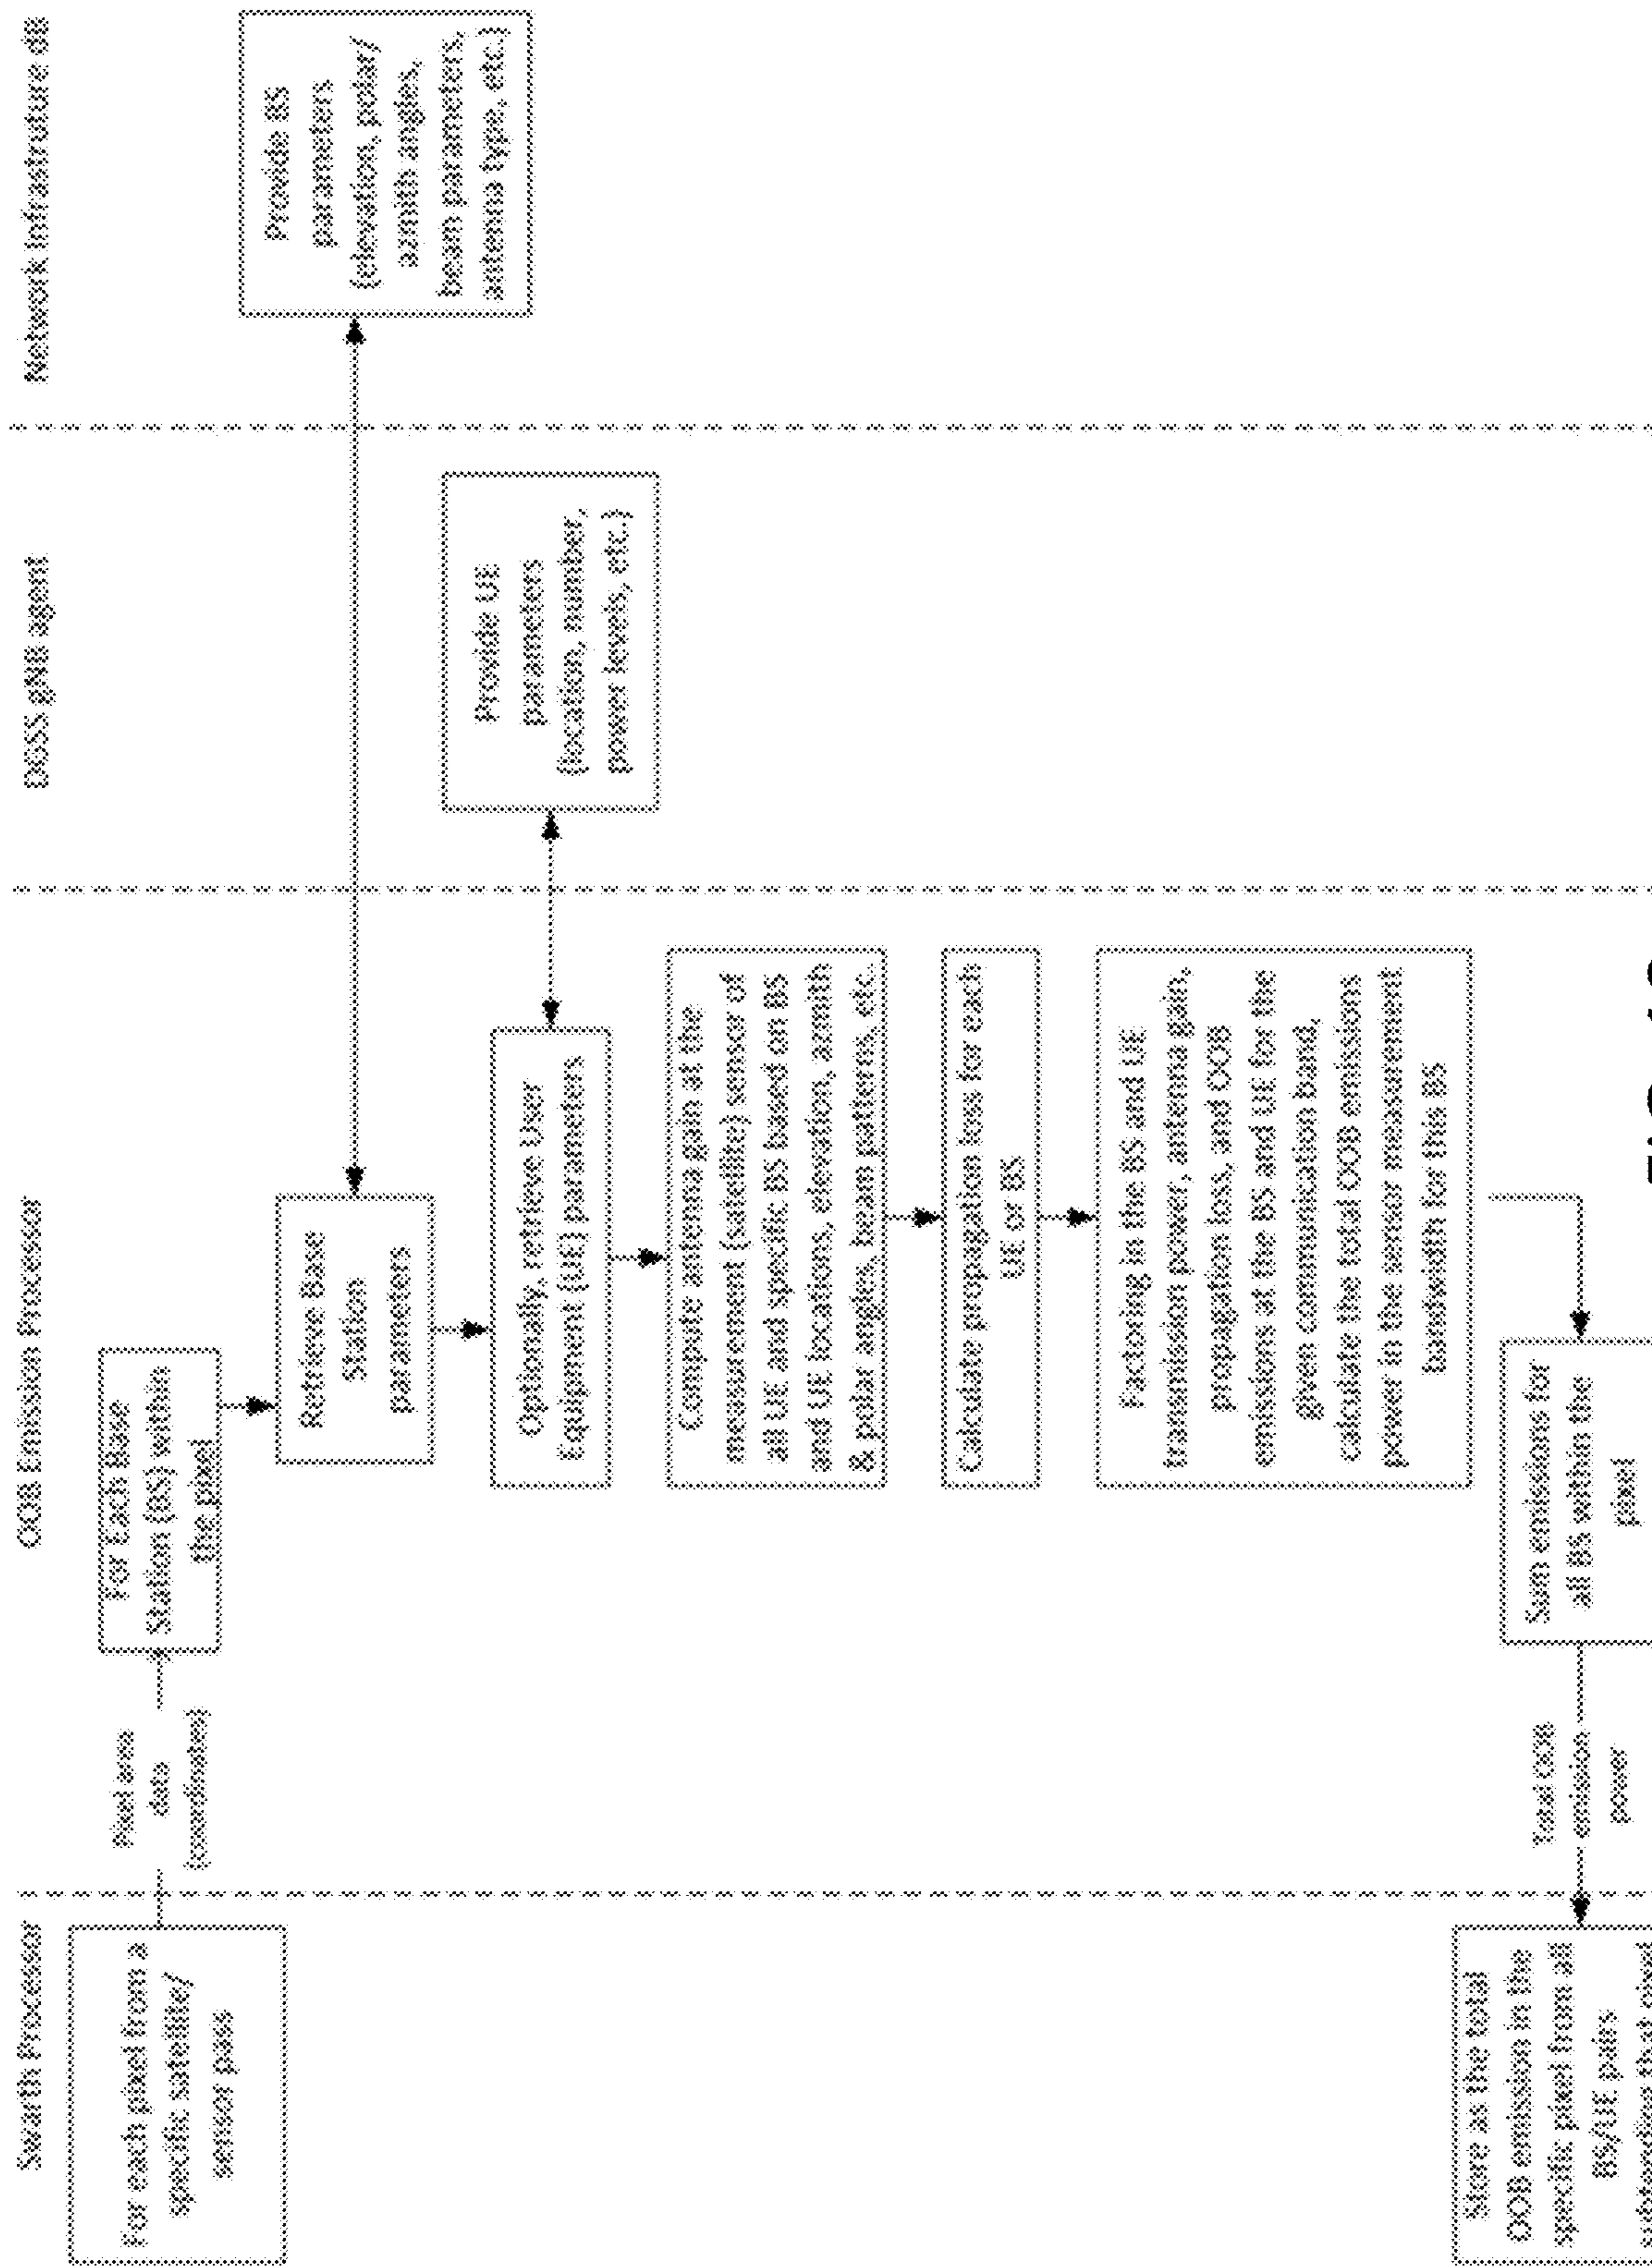 Swarth Processor
OOB Emission Processor
DGSS gNB agent
Network Infrastruture dB
For each pixel from a
specific satellite/
sensor pass
Pixel area
data
(coordinates)
For Each Base
Station (BS) within
the pixel
Retrieve Base
Station
parameters
Provide BS
parameters
(elevation, polar/
azmith angles,
beam parameters,
antenna type, etc.)
Optionally, retrieve User
Equipment (UE) parameters
Provide UE
parameters
(location, number,
power levels, etc.)
Compute antenna gain at the
measurement (satellite) sensor of
all UE and specific BS based on BS
and UE locations, elevation, azmith
& polar angles, beam patterns, etc.
Calculate propagation loss for each
UE or BS
Factoring in the BS and UE
transmission power, antenna gain,
propagation loss, and OOB
emissions at the BS and UE for the
given communication band,
calculate the total OOB emissions
power in the sensor measurement
bandwidth for this BS
Sum emissions for
all BS within the
pixel
Total OOB
emission
power
Store as the total
OOB emission in the
specific pixel from all
BS/UE pairs